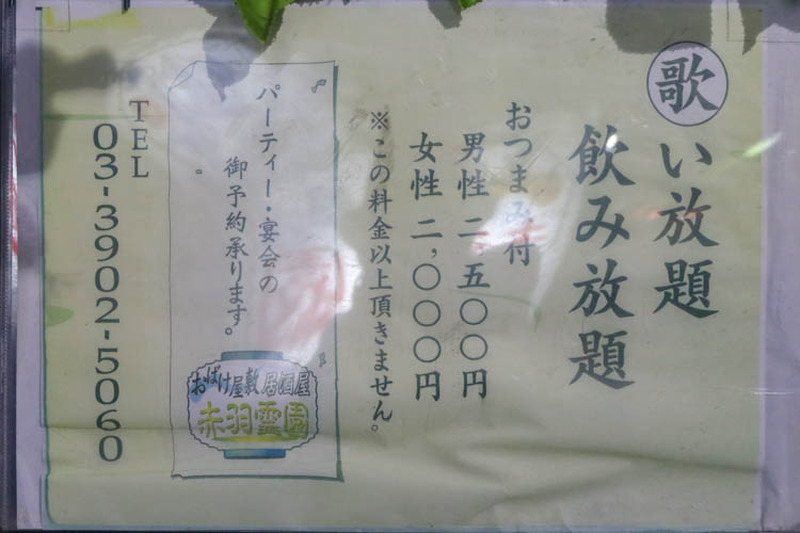 歌い放題
飲み放題
おつまみ付
男性 二、五〇〇円
女性 二、〇〇〇円
※この料金以上頂きません。
パーティー・宴会の
御予約承ります。
おばけ屋敷居酒屋
赤羽霊園
TEL
03-3902-5060